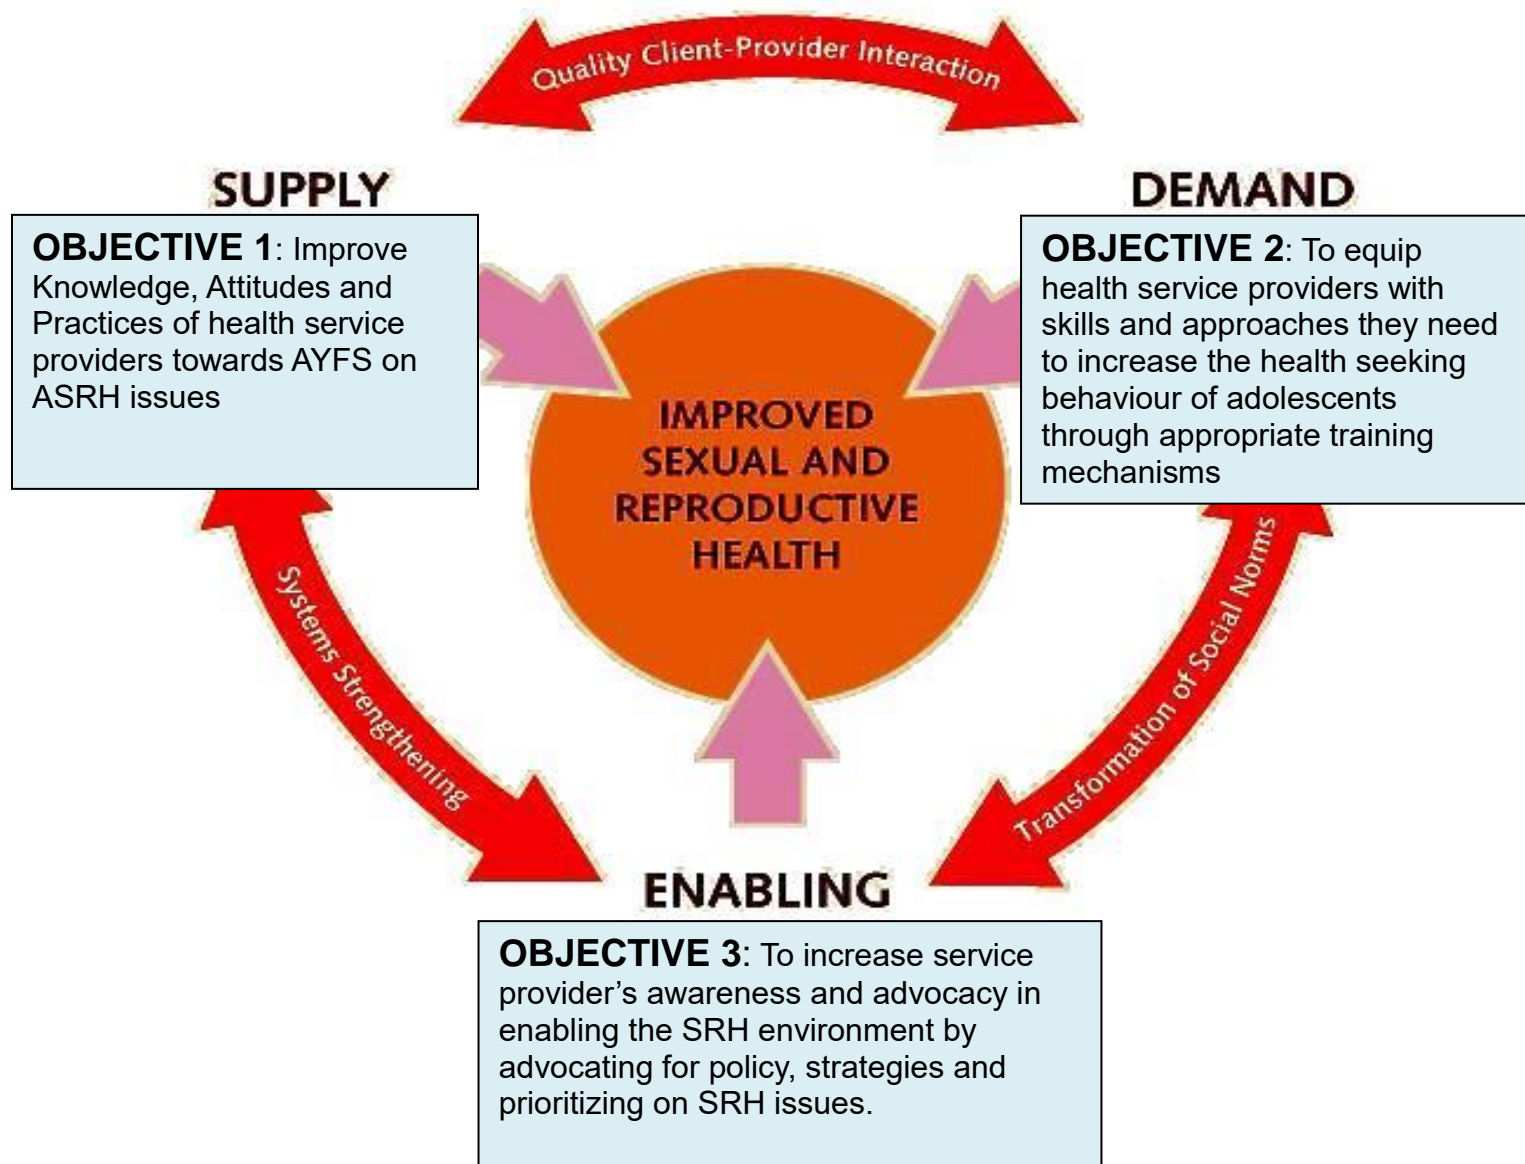 Quality Client-Provider Interaction
SUPPLY
DEMAND
OBJECTIVE 1: Improve
Knowledge, Attitudes and
Practices of health service
providers towards AYFS on
ASRH issues
OBJECTIVE 2: To equip
health service providers with
skills and approaches they need
to increase the health seeking
behaviour of adolescents
through appropriate training
mechanisms
IMPROVED
SEXUAL AND
REPRODUCTIVE
HEALTH
Systems Strengthening
Transformation of Social Norms
ENABLING
OBJECTIVE 3: To increase service
provider’s awareness and advocacy in
enabling the SRH environment by
advocating for policy, strategies and
prioritizing on SRH issues.